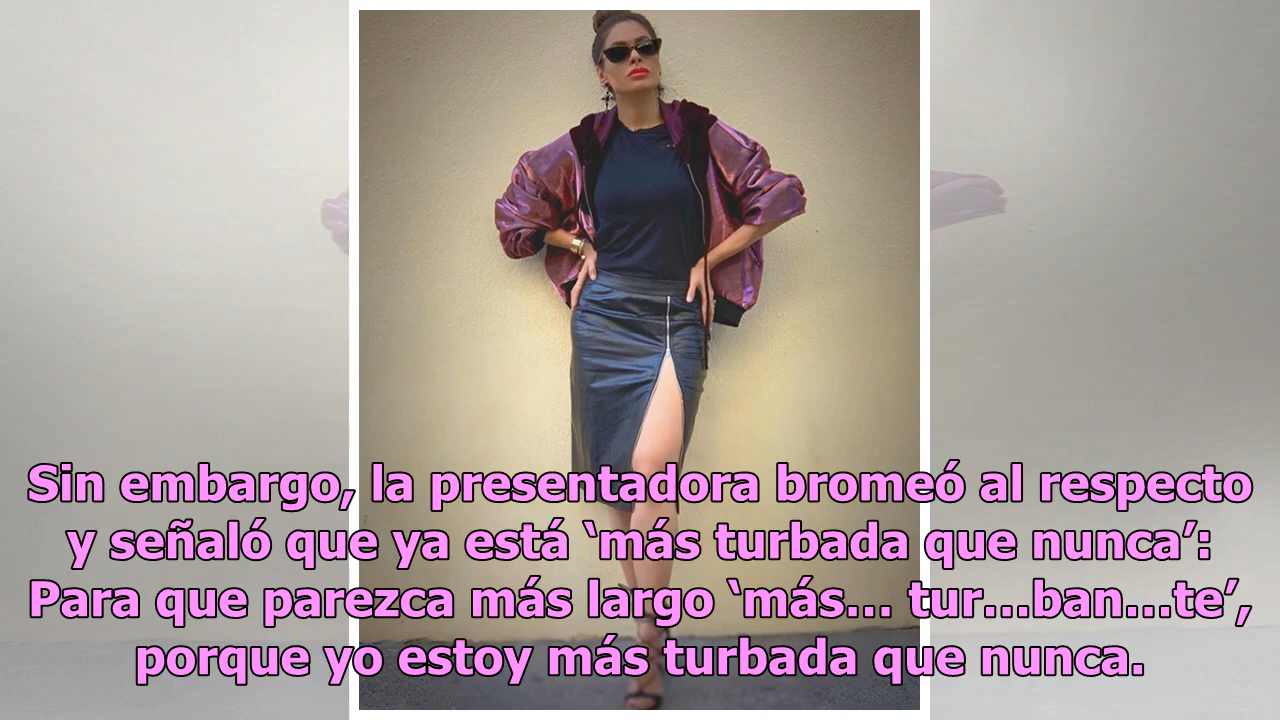 Sin embargo, la presentadora bromeó al respecto
y señaló que ya está ‘más turbada que nunca’:
Para que parezca más largo ‘más... tur...ban...te’,
porque yo estoy más turbada que nunca.